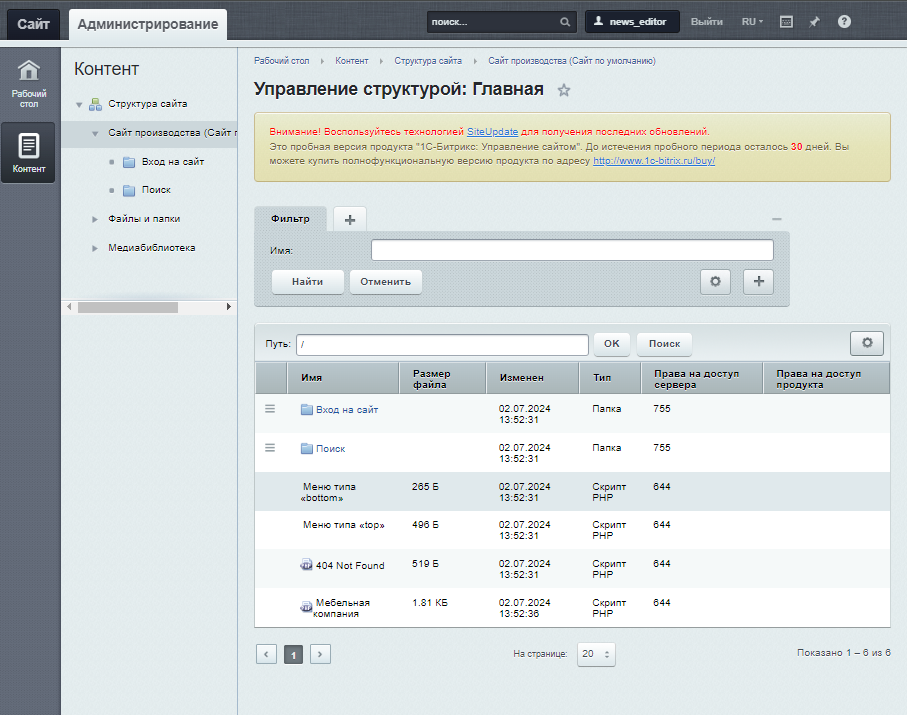 Сайт
Администрирование
поиск...
news_editor
Выйти
RU
?
Рабочий
стол
Контент
Контент
Структура сайта
Сайт производства (Сайт г
Вход на сайт
Поиск
Файлы и папки
Медиабиблиотека
Рабочий стол
Контент
Структура сайта
Сайт производства (Сайт по умолчанию)
Управление структурой: Главная
Внимание! Воспользуйтесь технологией SiteUpdate для получения последних обновлений.
Это пробная версия продукта "1С-Битрикс: Управление сайтом". До истечения пробного периода осталось 30 дней. Вы
можете купить полнофункциональную версию продукта по адресу http://www.1c-bitrix.ru/buy/
Фильтр
Имя:
Найти
Отменить
Путь: /
OK
Поиск
Имя
Размер
файла
Изменен
Тип
Права на доступ
сервера
Права на доступ
продукта
Вход на сайт
02.07.2024
13:52:31
Папка
755
Поиск
02.07.2024
13:52:31
Папка
755
Меню типа
«bottom»
265 Б
02.07.2024
13:52:31
Скрипт
PHP
644
Меню типа «top»
496 Б
02.07.2024
13:52:31
Скрипт
PHP
644
404 Not Found
519 Б
02.07.2024
13:52:31
Скрипт
PHP
644
Мебельная
компания
1.81 КБ
02.07.2024
13:52:36
Скрипт
PHP
644
1
На странице:
20
Показано 1 – 6 из 6